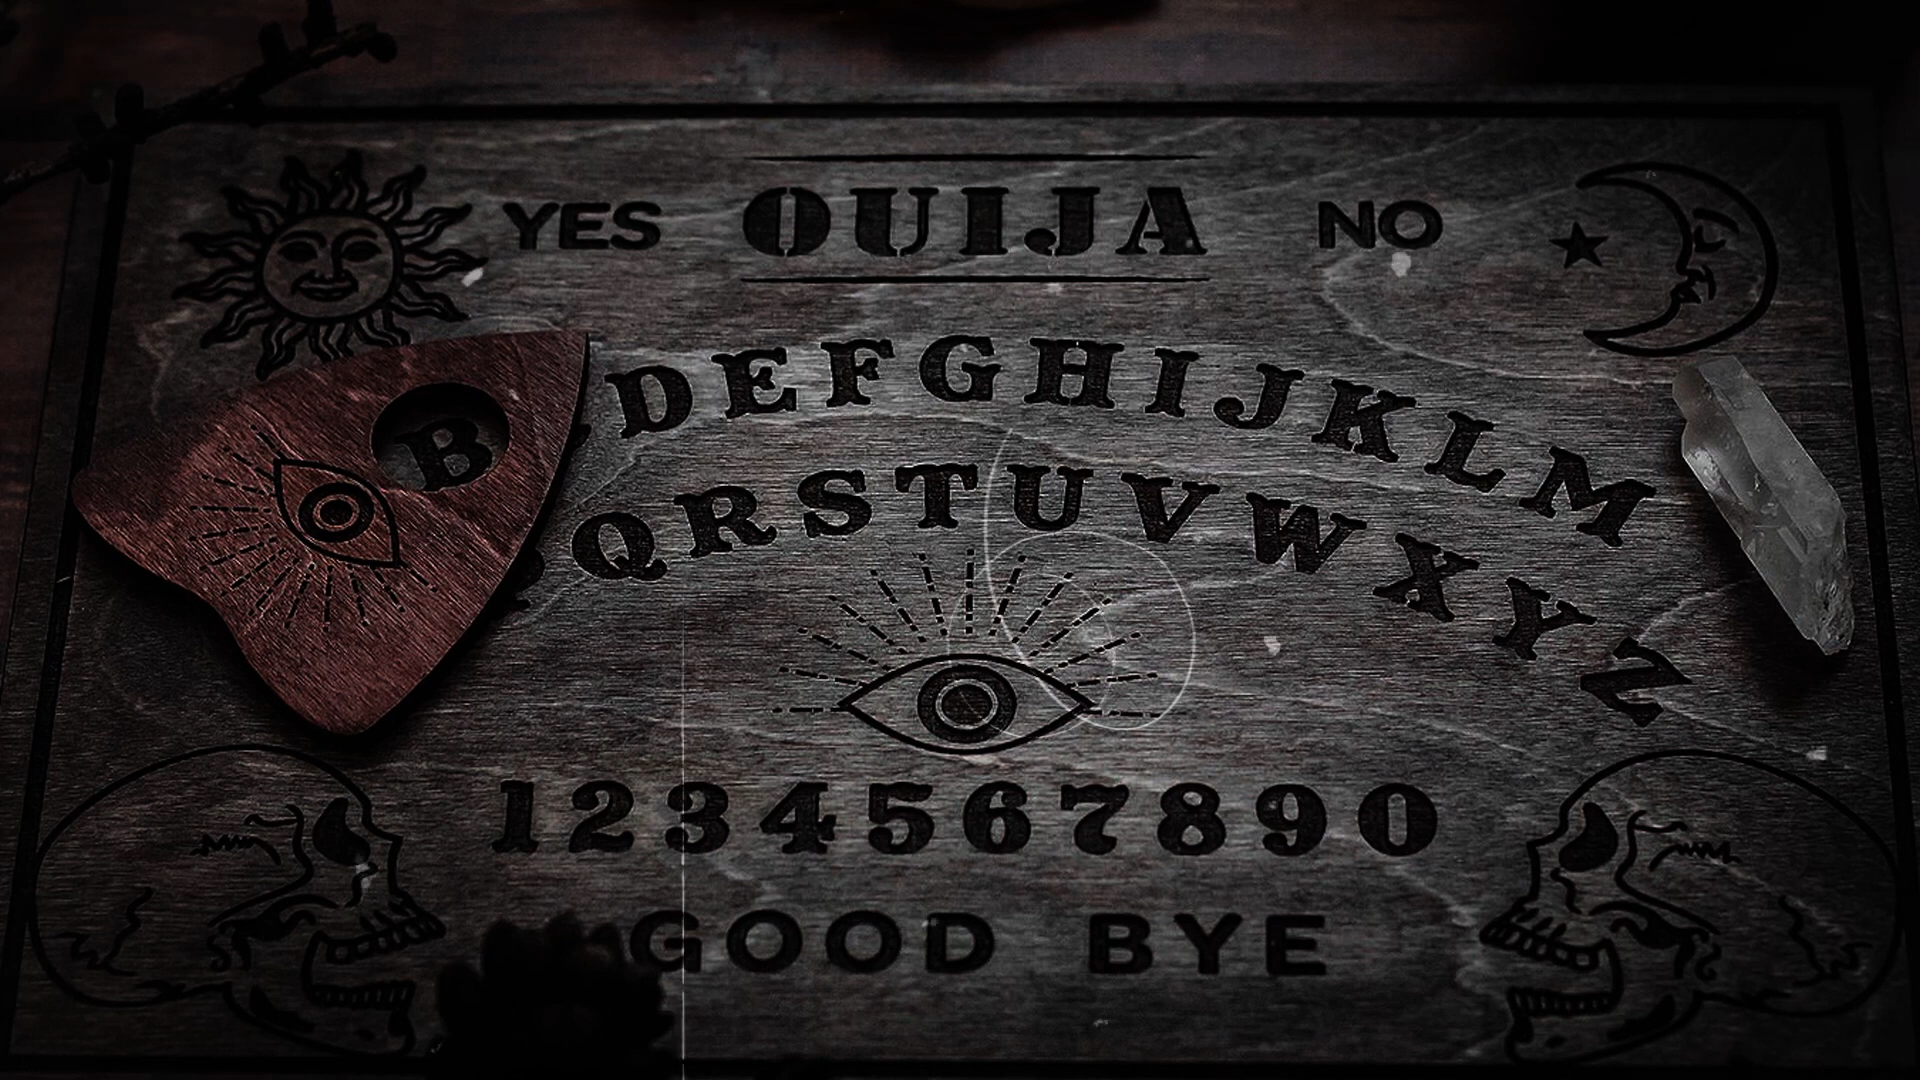 YES OUIJA NO
B DEFGHIJKLM
QRSTUVWXYZ
1234567890
GOOD BYE